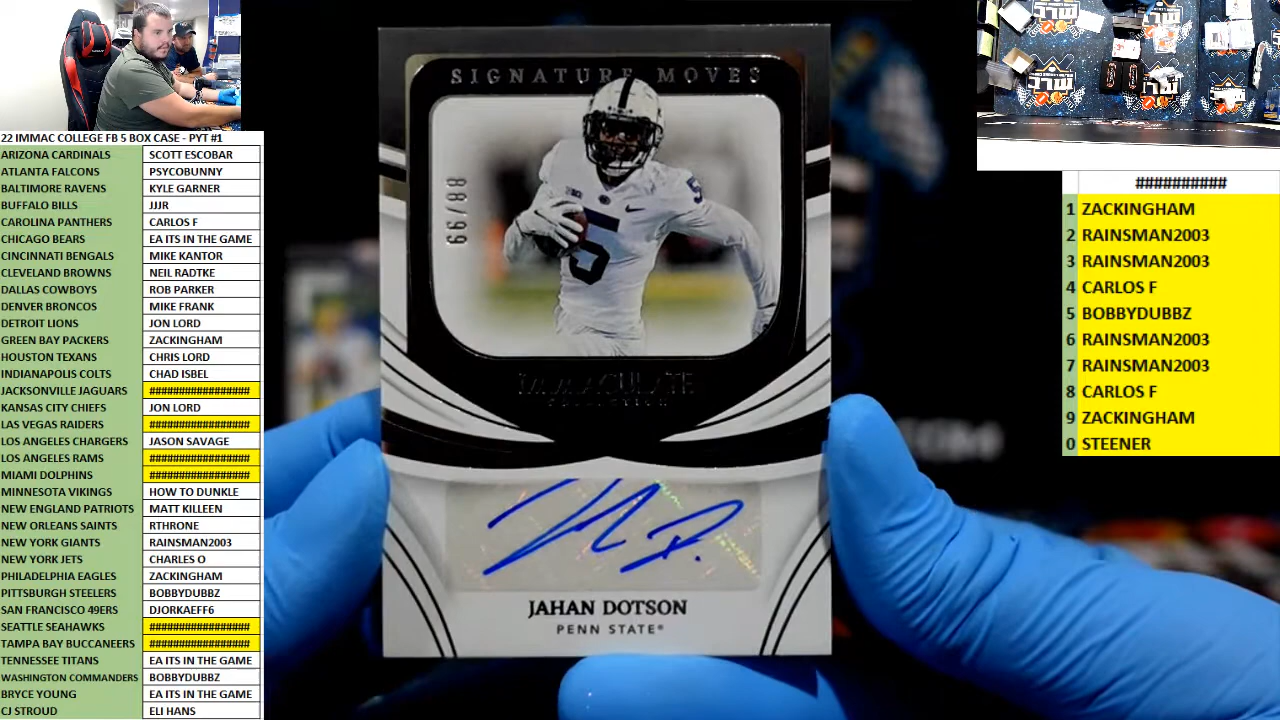 22 IMMAC COLLEGE FB 5 BOX CASE - PYT #1
ARIZONA CARDINALS SCOTT ESCOBAR
ATLANTA FALCONS PSYCOBUNNY
BALTIMORE RAVENS KYLE GARNER
BUFFALO BILLS JJJR
CAROLINA PANTHERS CARLOS F
CHICAGO BEARS EA ITS IN THE GAME
CINCINNATI BENGALS MIKE KANTOR
CLEVELAND BROWNS NEIL RADTKE
DALLAS COWBOYS ROB PARKER
DENVER BRONCOS MIKE FRANK
DETROIT LIONS JON LORD
GREEN BAY PACKERS ZACKINGHAM
HOUSTON TEXANS CHRIS LORD
INDIANAPOLIS COLTS CHAD ISBEL
JACKSONVILLE JAGUARS #################
KANSAS CITY CHIEFS JON LORD
LAS VEGAS RAIDERS #################
LOS ANGELES CHARGERS JASON SAVAGE
LOS ANGELES RAMS #################
MIAMI DOLPHINS #################
MINNESOTA VIKINGS HOW TO DUNKLE
NEW ENGLAND PATRIOTS MATT KILLEEN
NEW ORLEANS SAINTS RTHRONE
NEW YORK GIANTS RAINSMAN2003
NEW YORK JETS CHARLES O
PHILADELPHIA EAGLES ZACKINGHAM
PITTSBURGH STEELERS BOBBYDUBBZ
SAN FRANCISCO 49ERS DJORKAEFF6
SEATTLE SEAHAWKS #################
TAMPA BAY BUCCANEERS #################
TENNESSEE TITANS EA ITS IN THE GAME
WASHINGTON COMMANDERS BOBBYDUBBZ
BRYCE YOUNG EA ITS IN THE GAME
CJ STROUD ELI HANS
SIGNATURE MOVES
88/99
5
5
IMMACULATE
COLLECTION
JAHAN DOTSON
PENN STATE®
##########
1 ZACKINGHAM
2 RAINSMAN2003
3 RAINSMAN2003
4 CARLOS F
5 BOBBYDUBBZ
6 RAINSMAN2003
7 RAINSMAN2003
8 CARLOS F
9 ZACKINGHAM
0 STEENER